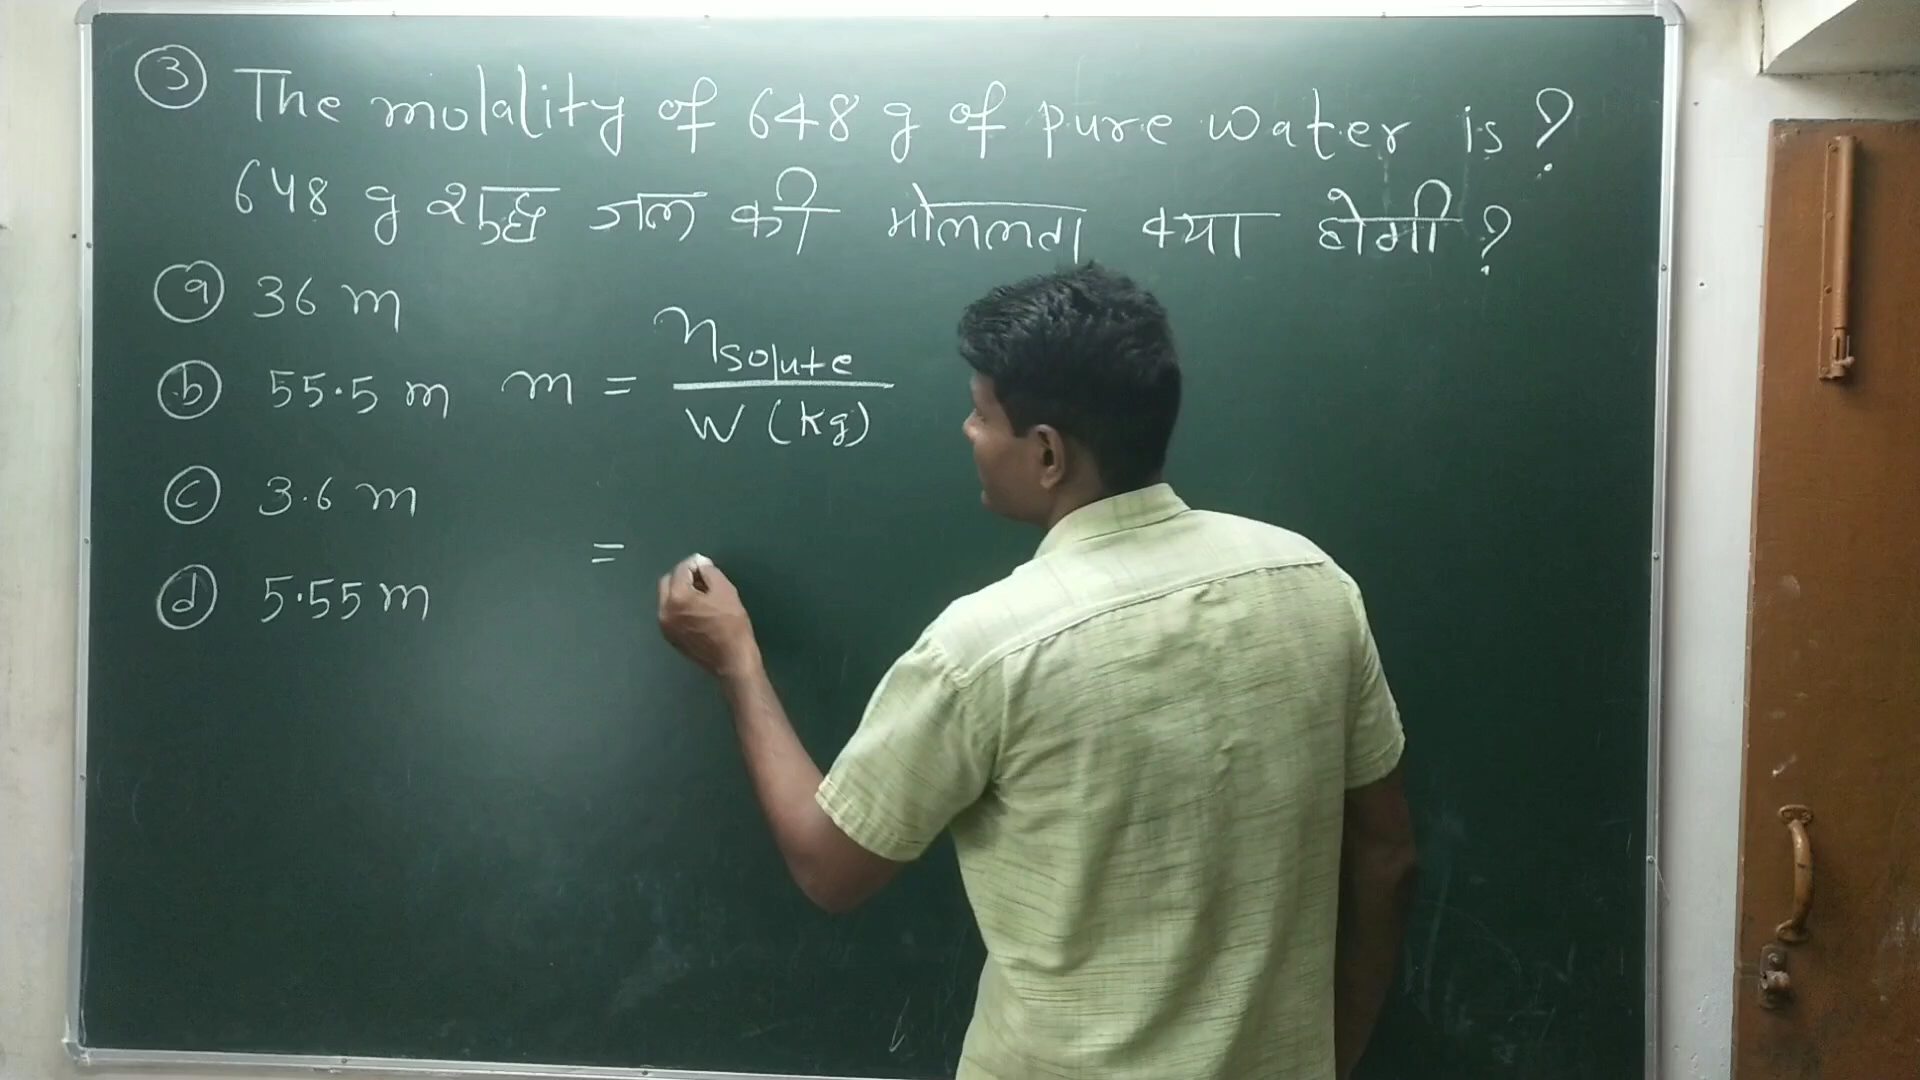 ③ The molality of 648 g of pure water is ?
648 g शुद्ध जल की मोललता क्या होगी ?
ⓐ 36 m
ⓑ 55.5 m
m = n solute / W (kg)
ⓒ 3.6 m
=
ⓓ 5.55 m